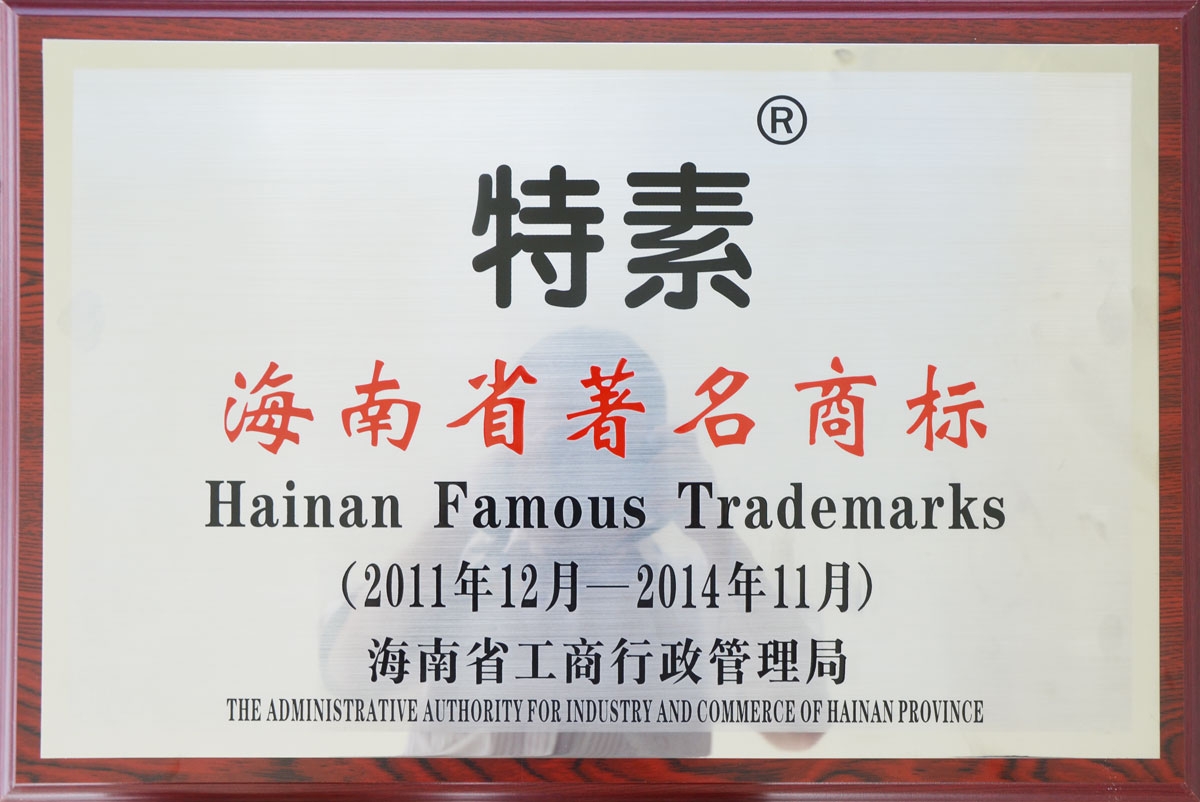 ®
特素
海南省著名商标
Hainan Famous Trademarks
（2011年12月—2014年11月）
海南省工商行政管理局
THE ADMINISTRATIVE AUTHORITY FOR INDUSTRY AND COMMERCE OF HAINAN PROVINCE